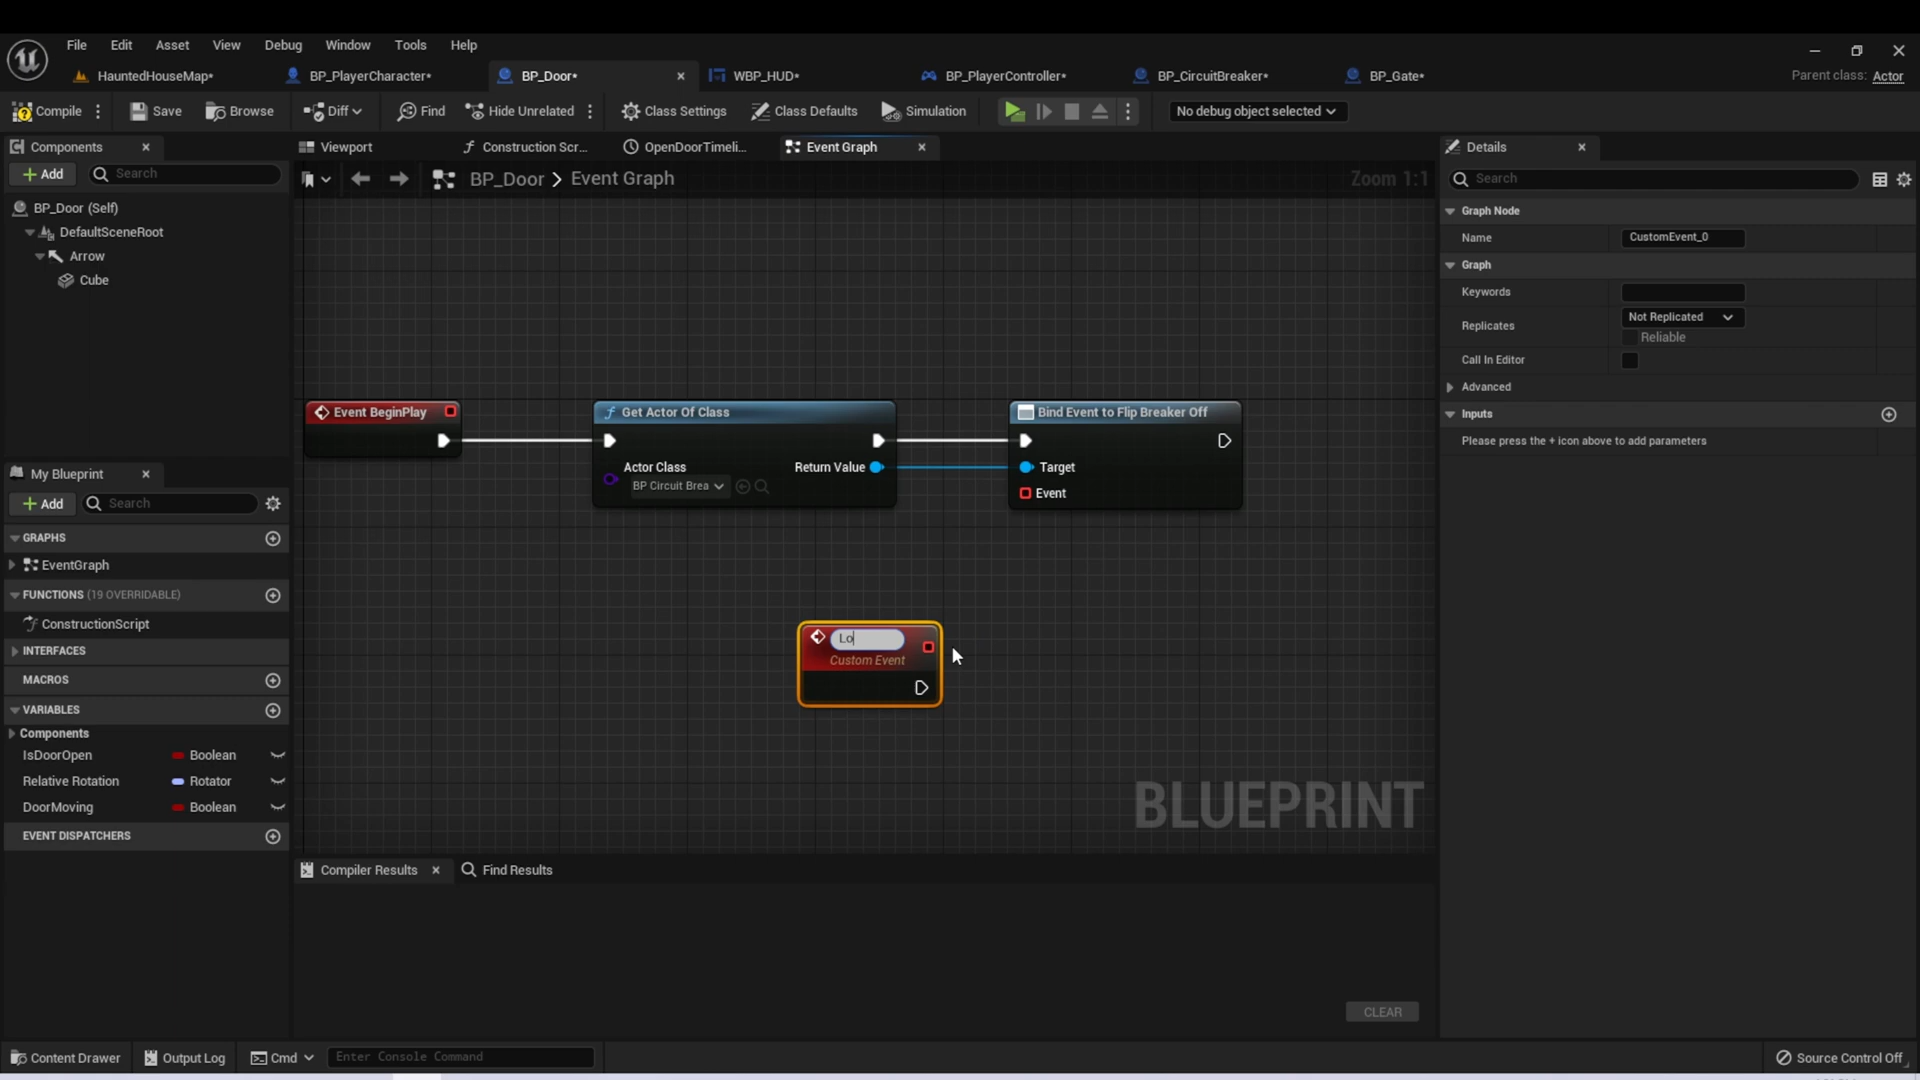 File Edit Asset View Debug Window Tools Help
HauntedHouseMap* BP_PlayerCharacter* BP_Door* WBP_HUD* BP_PlayerController* BP_CircuitBreaker* BP_Gate* Parent class: Actor
Compile Save Browse Diff Find Hide Unrelated Class Settings Class Defaults Simulation No debug object selected
Components Viewport Construction Scr... OpenDoorTimeli... Event Graph Details
Add Search BP_Door > Event Graph Zoom 1:1 Search
BP_Door (Self)
DefaultSceneRoot
Arrow
Cube
Graph Node
Name CustomEvent_0
Graph
Keywords
Replicates Not Replicated
Reliable
Call In Editor
Advanced
Inputs
Please press the + icon above to add parameters
Event BeginPlay Get Actor Of Class Bind Event to Flip Breaker Off
Actor Class Return Value Target
BP Circuit Brea Event
Lo
Custom Event
BLUEPRINT
My Blueprint
Add Search
GRAPHS
EventGraph
FUNCTIONS (19 OVERRIDABLE)
ConstructionScript
INTERFACES
MACROS
VARIABLES
Components
IsDoorOpen Boolean
Relative Rotation Rotator
DoorMoving Boolean
EVENT DISPATCHERS
Compiler Results Find Results
CLEAR
Content Drawer Output Log Cmd Enter Console Command Source Control Off